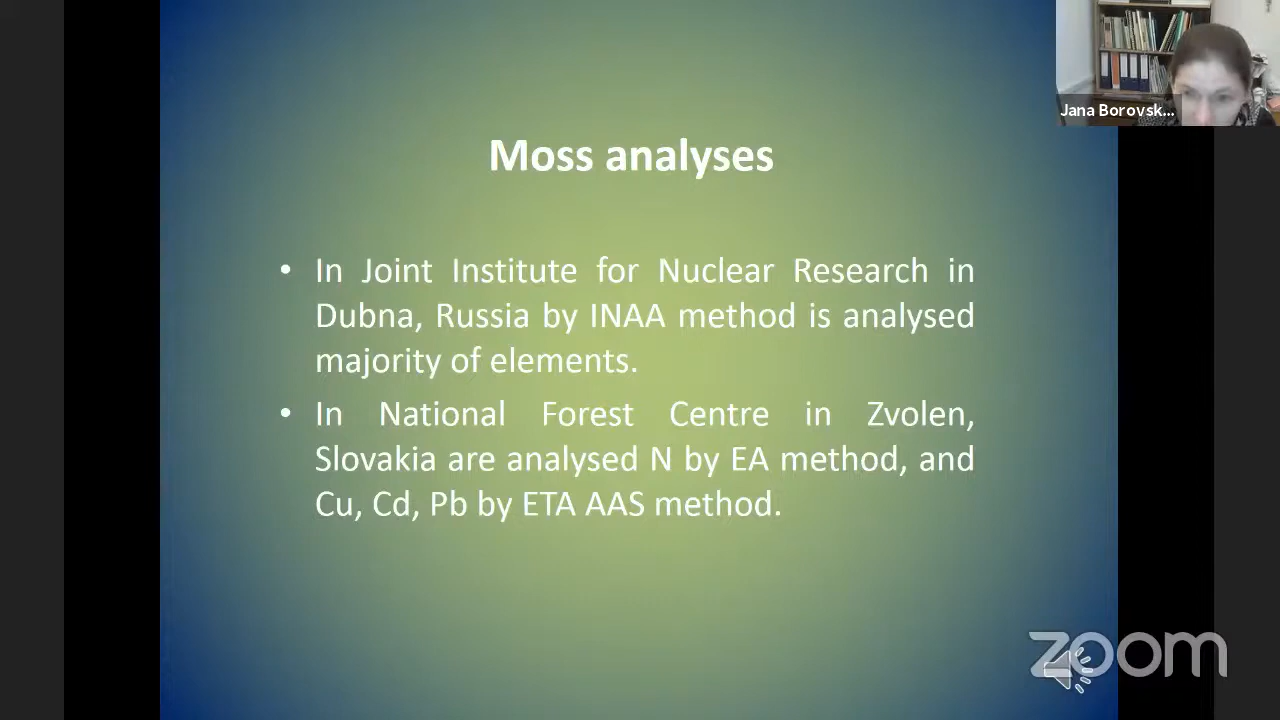 Jana Borovsk...
Moss analyses
• In Joint Institute for Nuclear Research in
Dubna, Russia by INAA method is analysed
majority of elements.
• In National Forest Centre in Zvolen,
Slovakia are analysed N by EA method, and
Cu, Cd, Pb by ETA AAS method.
zoom